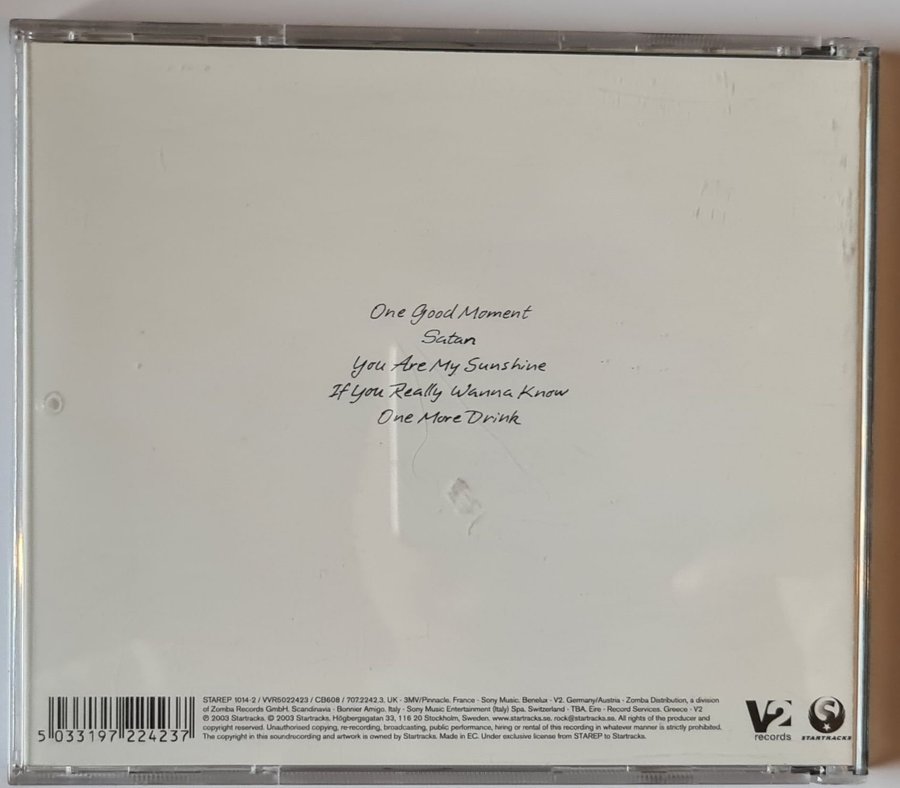 One Good Moment
Satan
You Are My Sunshine
If You Really Wanna Know
One More Drink
STAREP 1014-2 / VVR5022423 / CB608 / 707.2242.3. UK - 3MV/Pinnacle. France - Sony Music. Benelux - V2. Germany/Austria - Zomba Distribution, a division
of Zomba Records GmbH. Scandinavia - Bonnier Amigo. Italy - Sony Music Entertainment (Italy) Spa. Switzerland - TBA. Eire - Record Services. Greece - V2
℗ 2003 Startracks. © 2003 Startracks. Högbergsgatan 33, 116 20 Stockholm, Sweden. www.startracks.se. rock@startracks.se. All rights of the producer and
copyright reserved. Unauthorised copying, re-recording, broadcasting, public performance, hiring or rental of this recording in whatever manner is strictly prohibited.
The copyright in this soundrucording and artwork is owned by Startracks. Made in EC. Under exclusive license from STAREP to Startracks.
5 033197 224237
V2
records
S
STARTRACKS